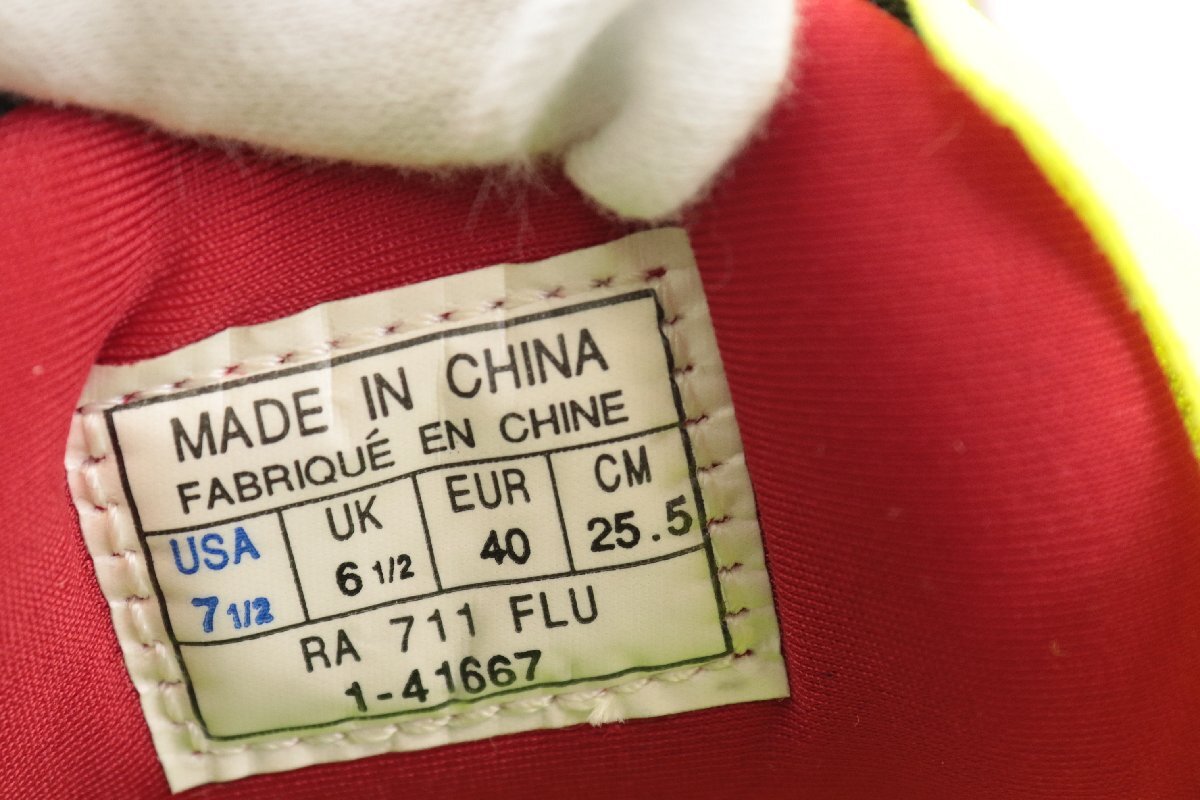 MADE IN CHINA
FABRIQUÉ EN CHINE
USA UK EUR CM
7 1/2 6 1/2 40 25.5
RA 711 FLU
1-41667